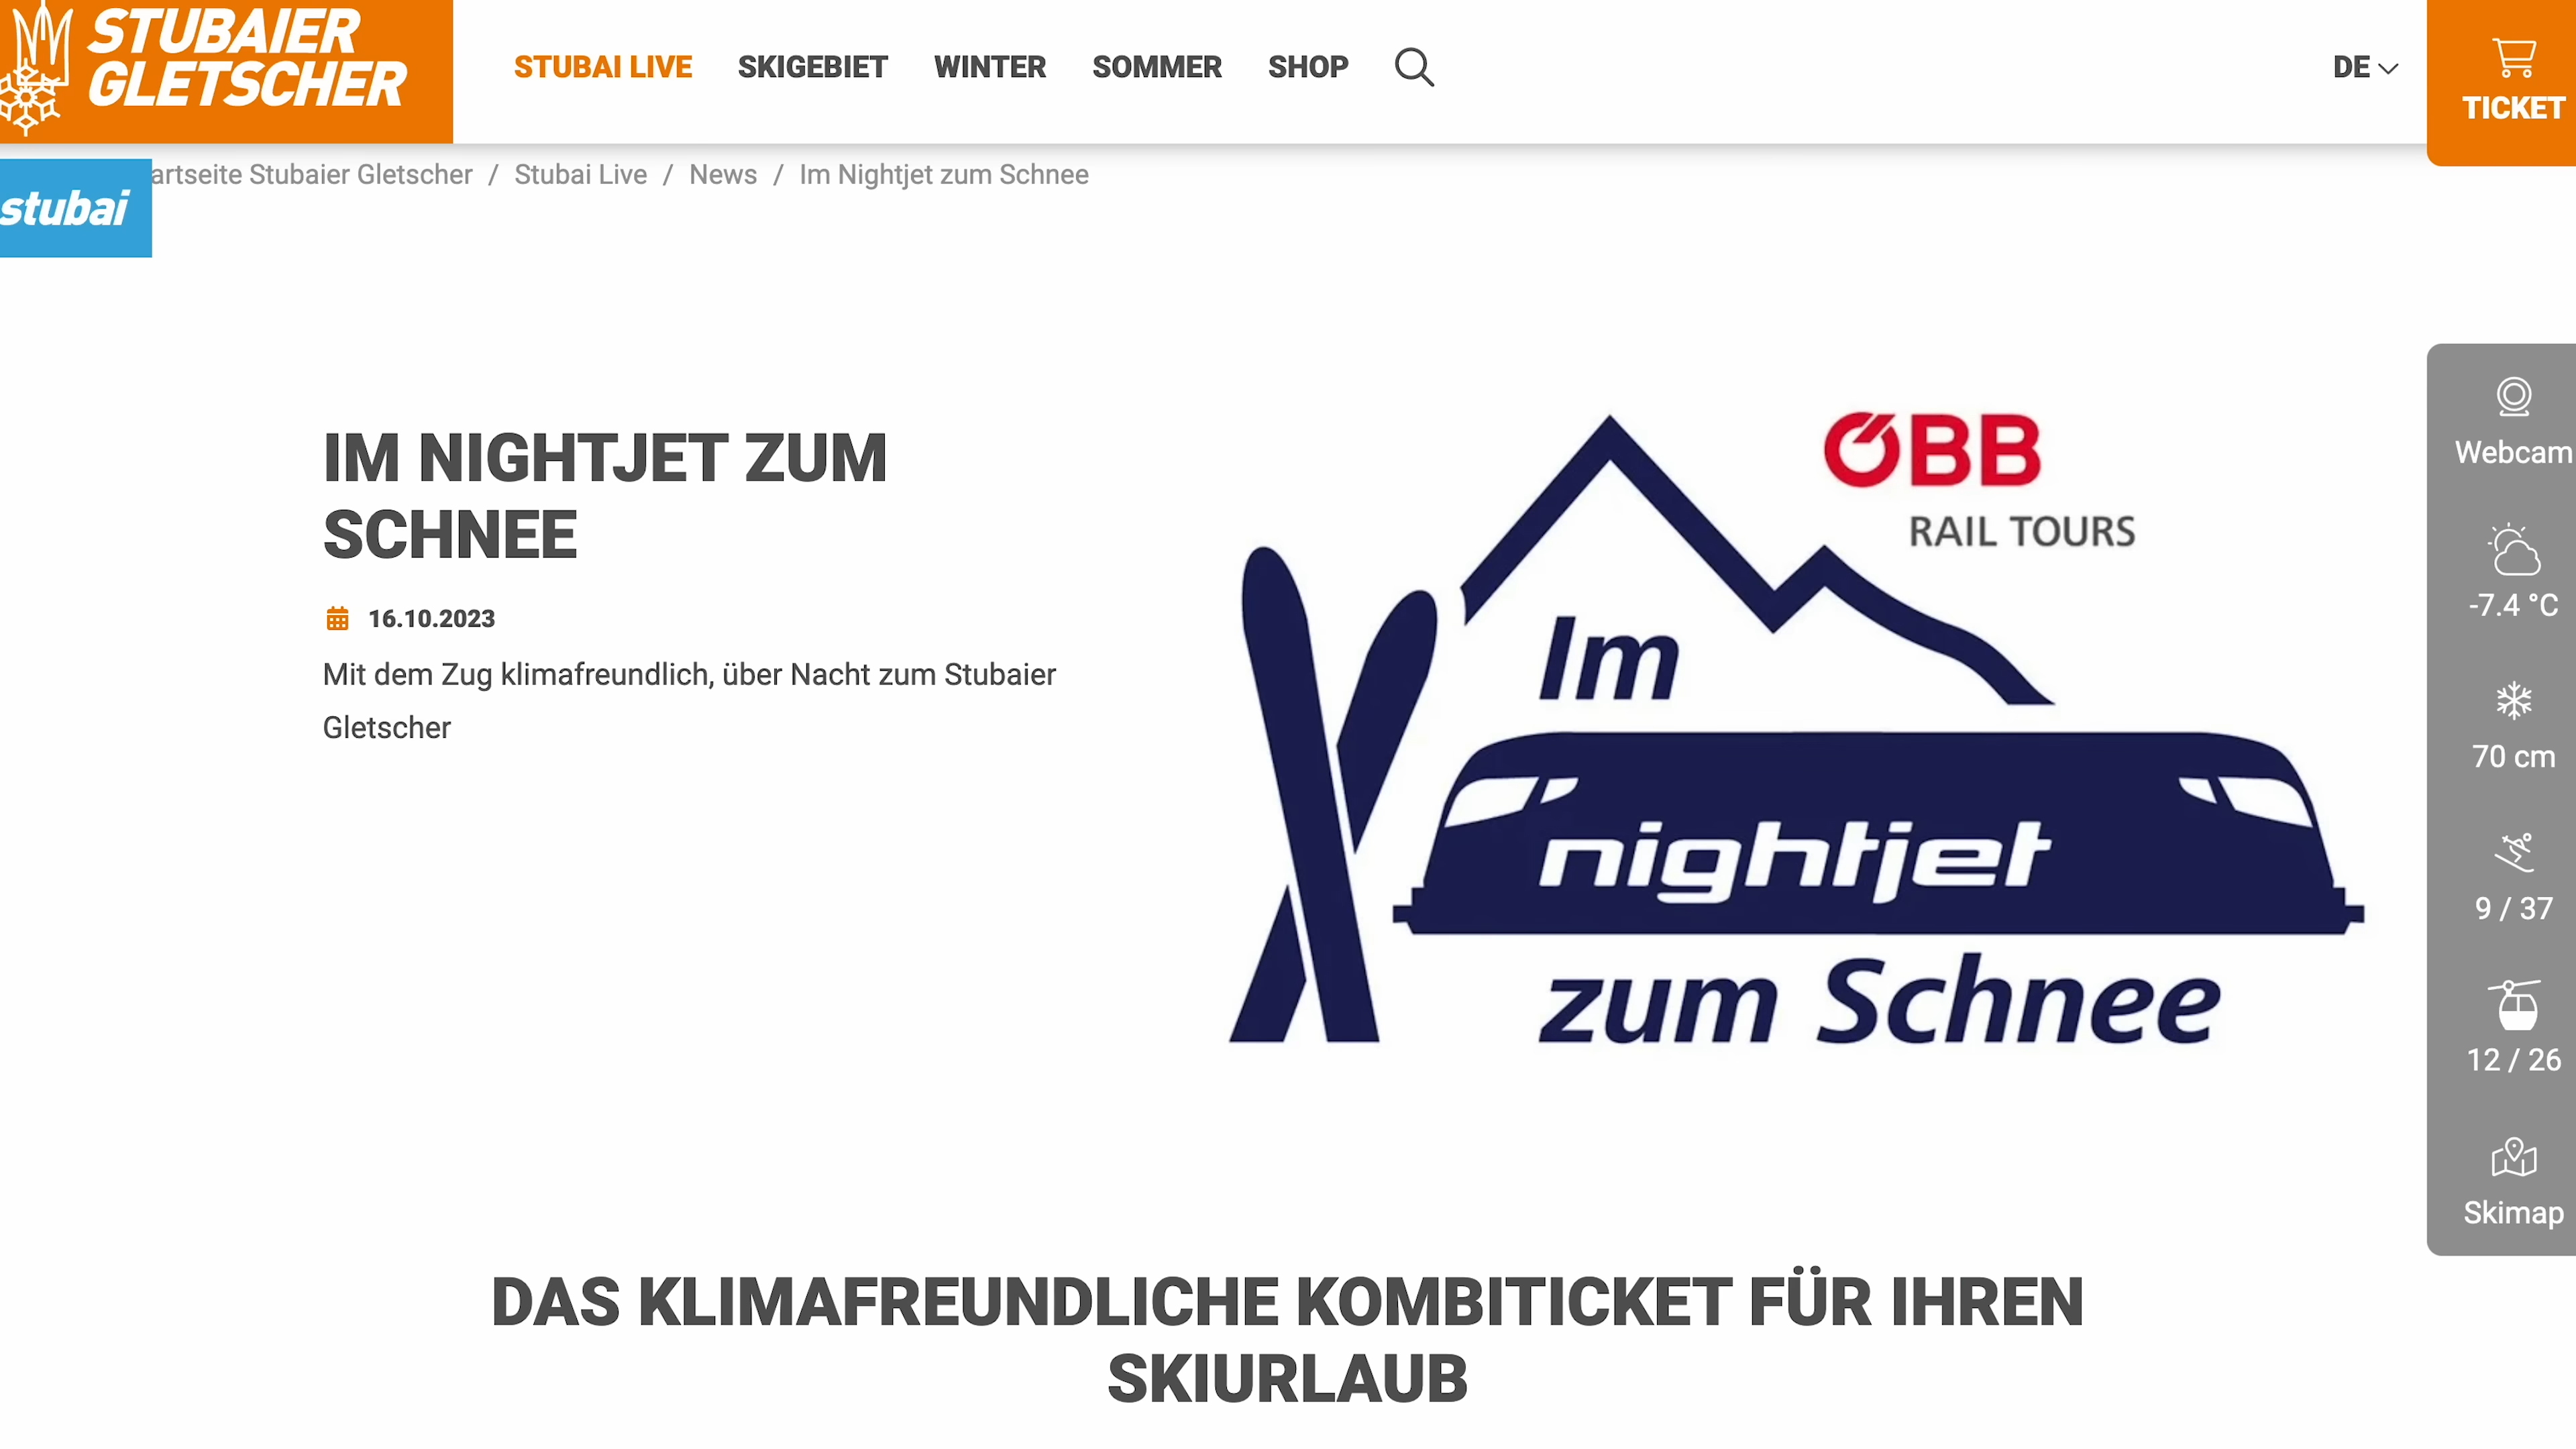 STUBAIER
GLETSCHER
STUBAI LIVE SKIGEBIET WINTER SOMMER SHOP
DE
TICKET
artseite Stubaier Gletscher / Stubai Live / News / Im Nightjet zum Schnee
stubai
IM NIGHTJET ZUM
SCHNEE
16.10.2023
Mit dem Zug klimafreundlich, über Nacht zum Stubaier
Gletscher
ÖBB
RAIL TOURS
Im
nightjet
zum Schnee
Webcam
-7.4 °C
70 cm
9 / 37
12 / 26
Skimap
DAS KLIMAFREUNDLICHE KOMBITICKET FÜR IHREN
SKIURLAUB